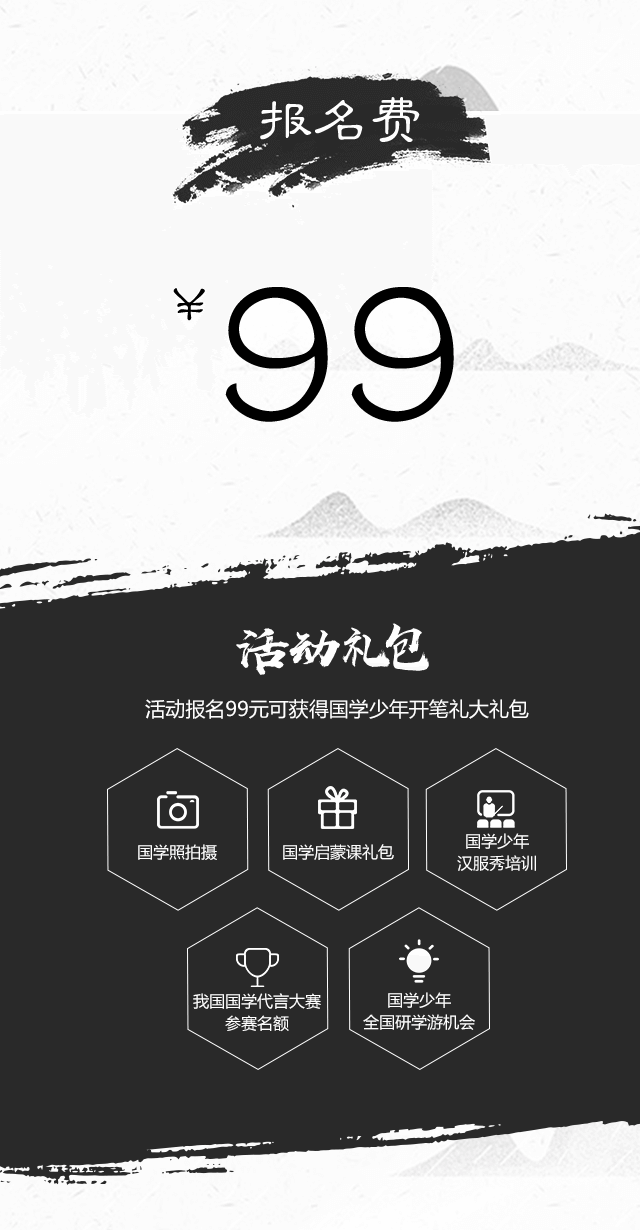 报名费
¥99
活动礼包
活动报名99元可获得国学少年开笔礼大礼包
国学照拍摄
国学启蒙课礼包
国学少年
汉服秀培训
我国国学代言大赛
参赛名额
国学少年
全国研学游机会